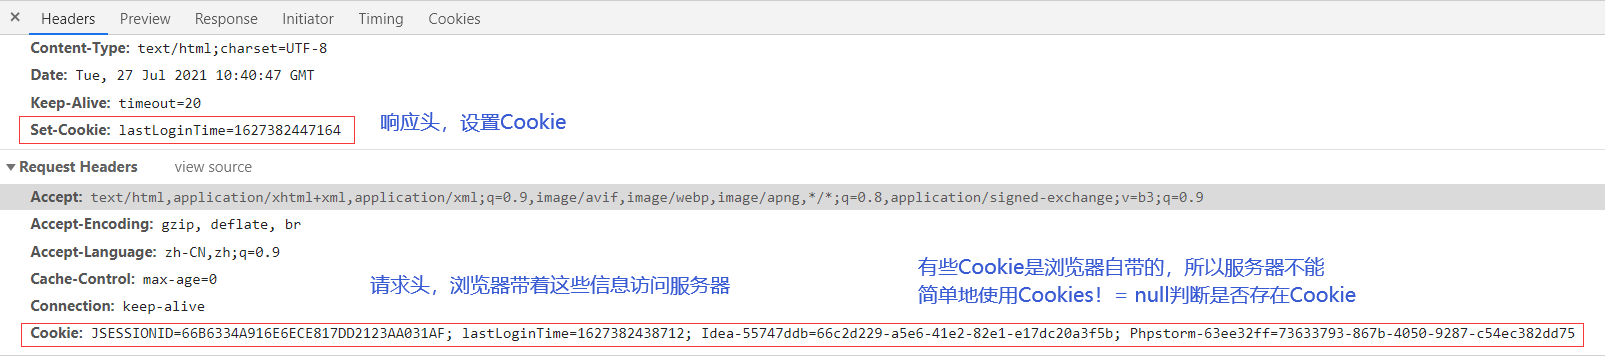 × Headers Preview Response Initiator Timing Cookies
Content-Type: text/html;charset=UTF-8
Date: Tue, 27 Jul 2021 10:40:47 GMT
Keep-Alive: timeout=20
Set-Cookie: lastLoginTime=1627382447164
响应头，设置Cookie
▼ Request Headers view source
Accept: text/html,application/xhtml+xml,application/xml;q=0.9,image/avif,image/webp,image/apng,*/*;q=0.8,application/signed-exchange;v=b3;q=0.9
Accept-Encoding: gzip, deflate, br
Accept-Language: zh-CN,zh;q=0.9
Cache-Control: max-age=0
Connection: keep-alive
请求头，浏览器带着这些信息访问服务器
有些Cookie是浏览器自带的，所以服务器不能
简单地使用Cookies！= null判断是否存在Cookie
Cookie: JSESSIONID=66B6334A916E6ECE817DD2123AA031AF; lastLoginTime=1627382438712; Idea-55747ddb=66c2d229-a5e6-41e2-82e1-e17dc20a3f5b; Phpstorm-63ee32ff=73633793-867b-4050-9287-c54ec382dd75